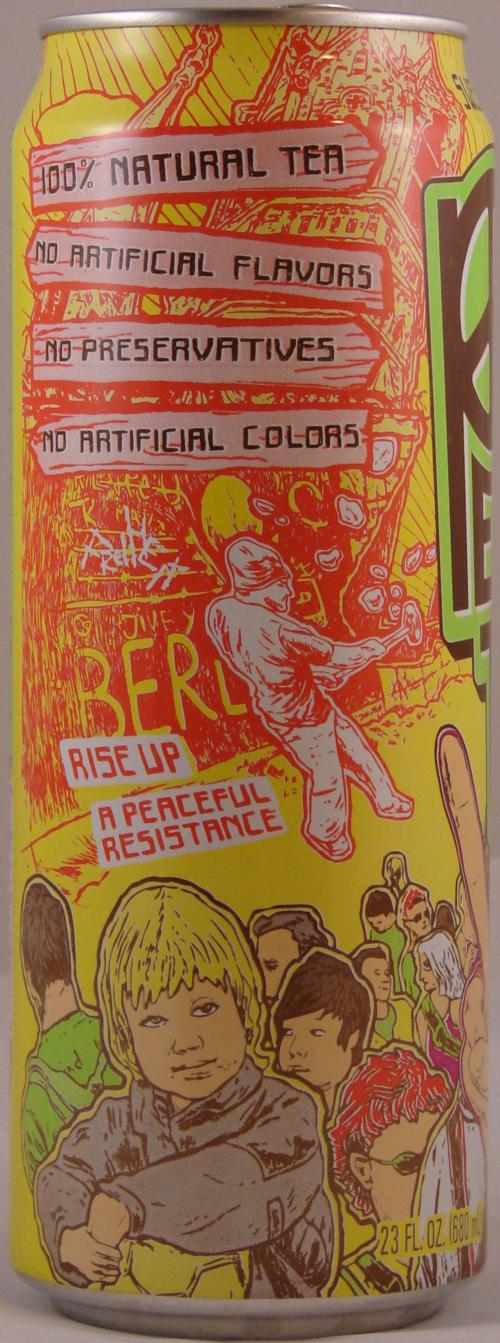 100% NATURAL TEA
NO ARTIFICIAL FLAVORS
NO PRESERVATIVES
NO ARTIFICIAL COLORS
BERL
RISE UP
A PEACEFUL
RESISTANCE
23 FL. OZ. (680